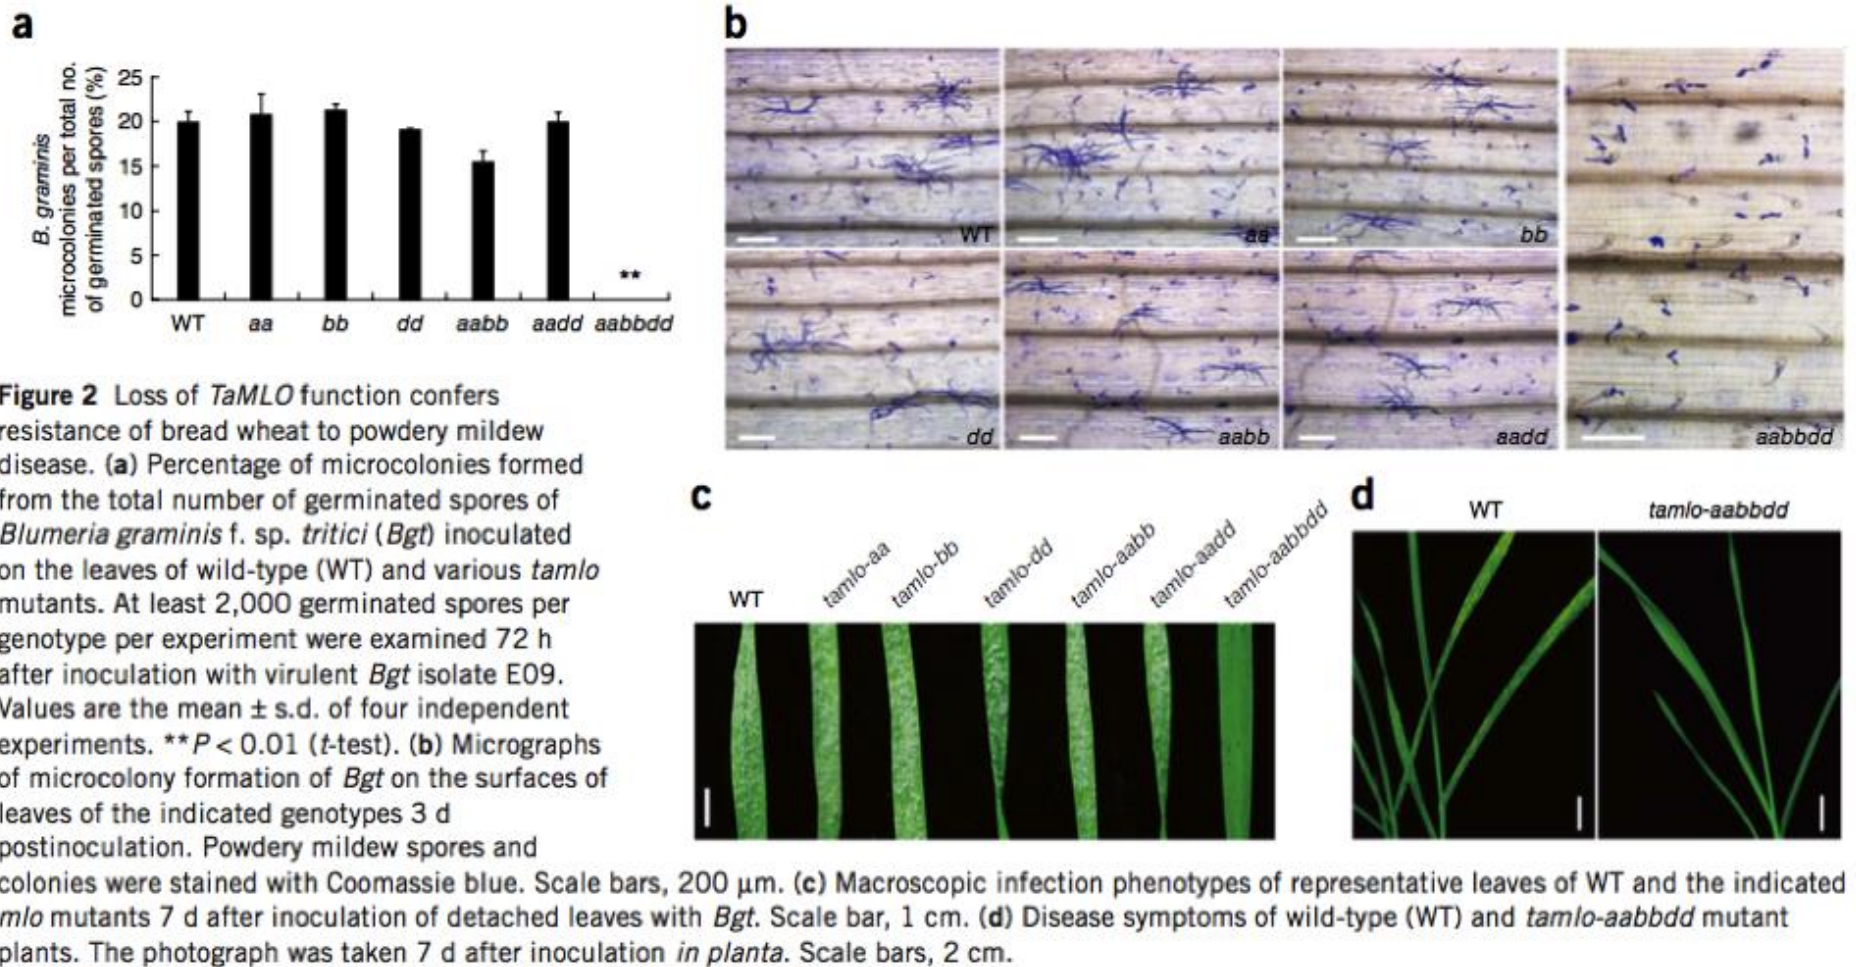 a
B. graminis
microcolonies per total no.
of germinated spores (%)
25
20
15
10
5
0
**
WT aa bb dd aabb aadd aabbdd
b
WT aa bb
dd aabb aadd aabbdd
c
WT tamlo-aa tamlo-bb tamlo-dd tamlo-aabb tamlo-aadd tamlo-aabbdd
d
WT tamlo-aabbdd
Figure 2 Loss of TaMLO function confers
resistance of bread wheat to powdery mildew
disease. (a) Percentage of microcolonies formed
from the total number of germinated spores of
Blumeria graminis f. sp. tritici (Bgt) inoculated
on the leaves of wild-type (WT) and various tamlo
mutants. At least 2,000 germinated spores per
genotype per experiment were examined 72 h
after inoculation with virulent Bgt isolate E09.
Values are the mean ± s.d. of four independent
experiments. **P < 0.01 (t-test). (b) Micrographs
of microcolony formation of Bgt on the surfaces of
leaves of the indicated genotypes 3 d
postinoculation. Powdery mildew spores and
colonies were stained with Coomassie blue. Scale bars, 200 μm. (c) Macroscopic infection phenotypes of representative leaves of WT and the indicated
mlo mutants 7 d after inoculation of detached leaves with Bgt. Scale bar, 1 cm. (d) Disease symptoms of wild-type (WT) and tamlo-aabbdd mutant
plants. The photograph was taken 7 d after inoculation in planta. Scale bars, 2 cm.